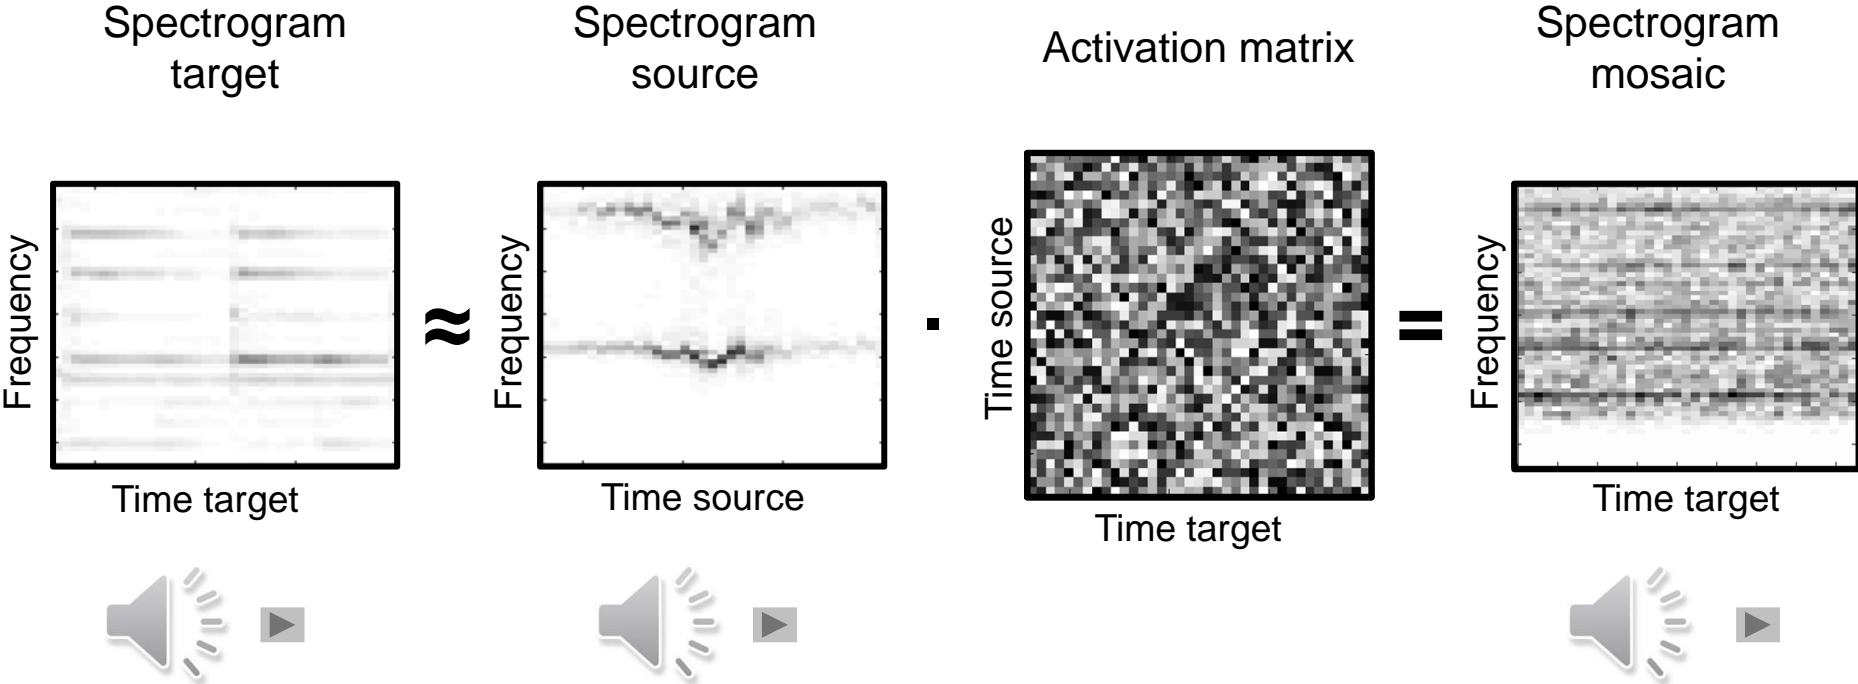 Spectrogram
target
Spectrogram
source
Activation matrix
Spectrogram
mosaic
Frequency
≈
Frequency
·
Time source
=
Frequency
Time target
Time source
Time target
Time target